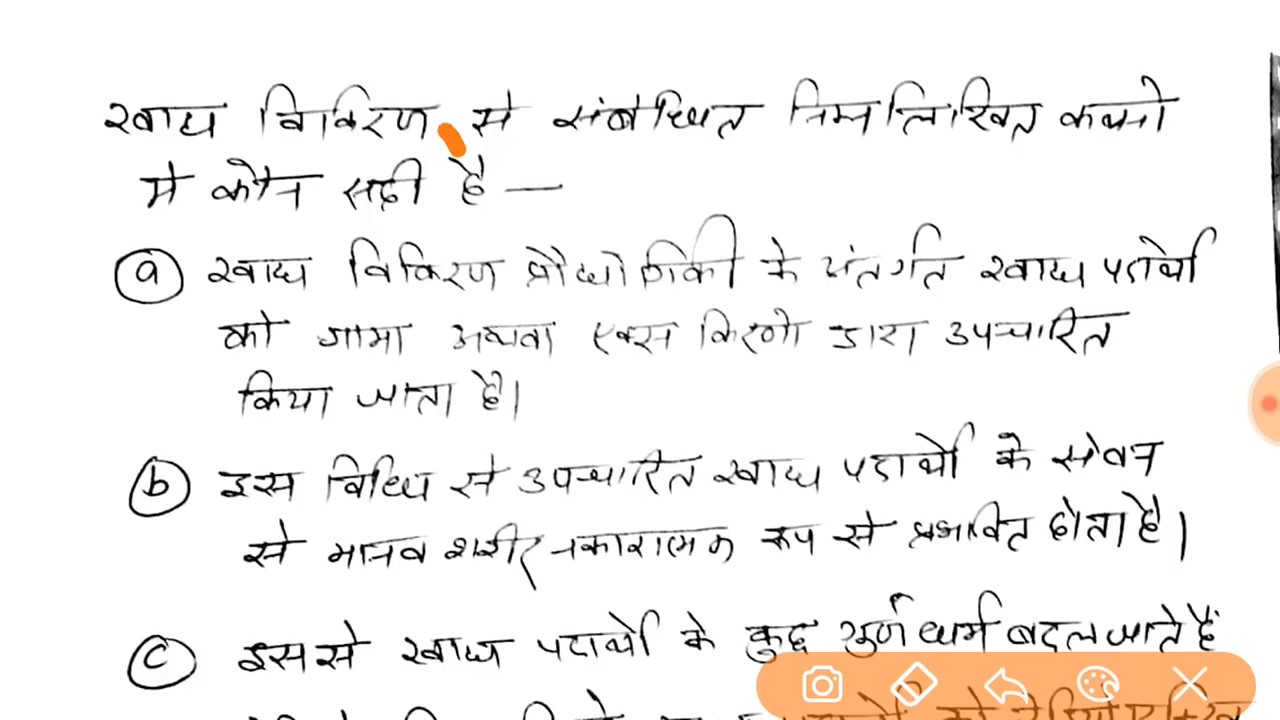 खाद्य विकिरण से संबंधित निम्नलिखित कथनो
मे कौन सही है —
(a) खाद्य विकिरण प्रौद्योगिकी के अंतर्गत खाद्य पदार्थो
को गामा अथवा एक्स किरणो द्वारा उपचारित
किया जाता है।
(b) इस विधि से उपचारित खाद्य पदार्थो के सेवन
से मानव शरीर नकारात्मक रूप से प्रभावित होता है।
(c) इससे खाद्य पदार्थो के कुछ गुर्ण धर्म बदल जाते हैं